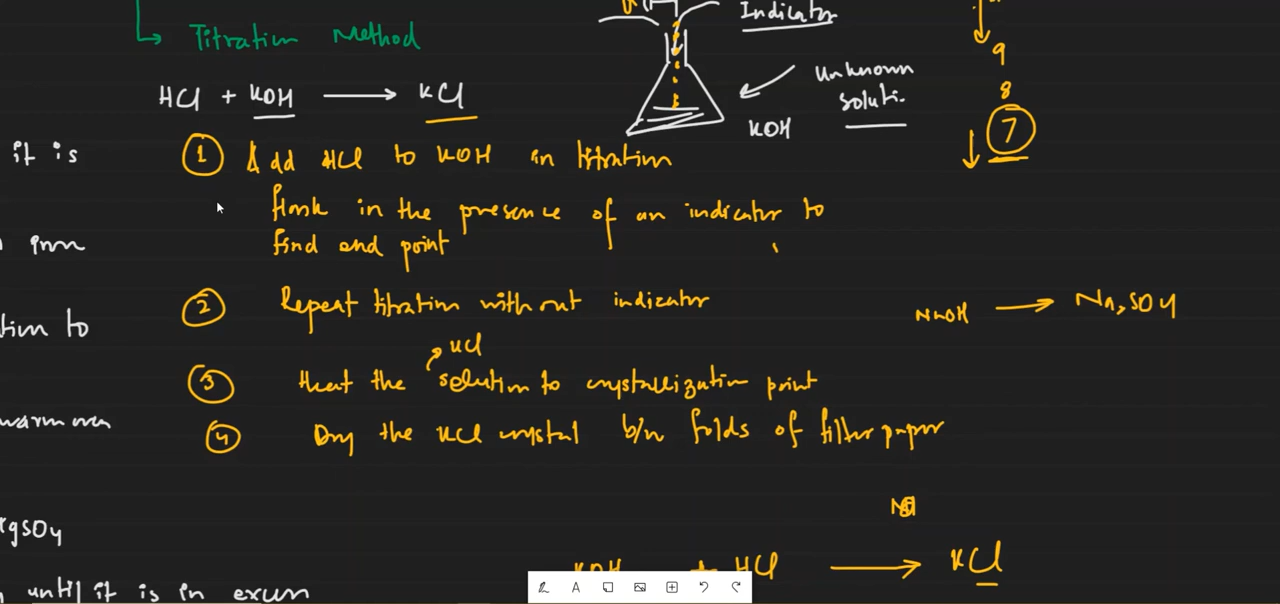 Titration Method
Indicator
HCl + KOH → KCl
Unknown
soluti.
KOH
9
8
7
it is
① Add HCl to KOH in titration
flask in the presence of an indicator to
find end point
② Repeat titration without indicator
NaOH → Na₂SO4
tion to
KCl
③ Heat the solution to crystallization point
warm oven
④ Dry the KCl crystal b/n folds of filter paper
gSO4
KOH + HCl → KCl
until it is in excess